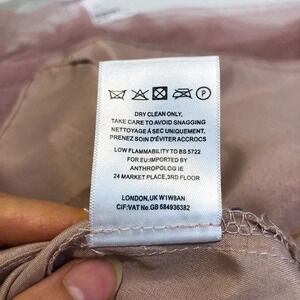 DRY CLEAN ONLY,
TAKE CARE TO AVOID SNAGGING
NETTOYAGE À SEC UNIQUEMENT,
PRENEZ SOIN D'ÉVITER ACCROCS
LOW FLAMMABILITY TO BS 5722
FOR EU:IMPORTED BY
ANTHROPOLOGIE
24 MARKET PLACE,3RD FLOOR
LONDON,UK W1W8AN
CIF:VAT No.GB 684936382